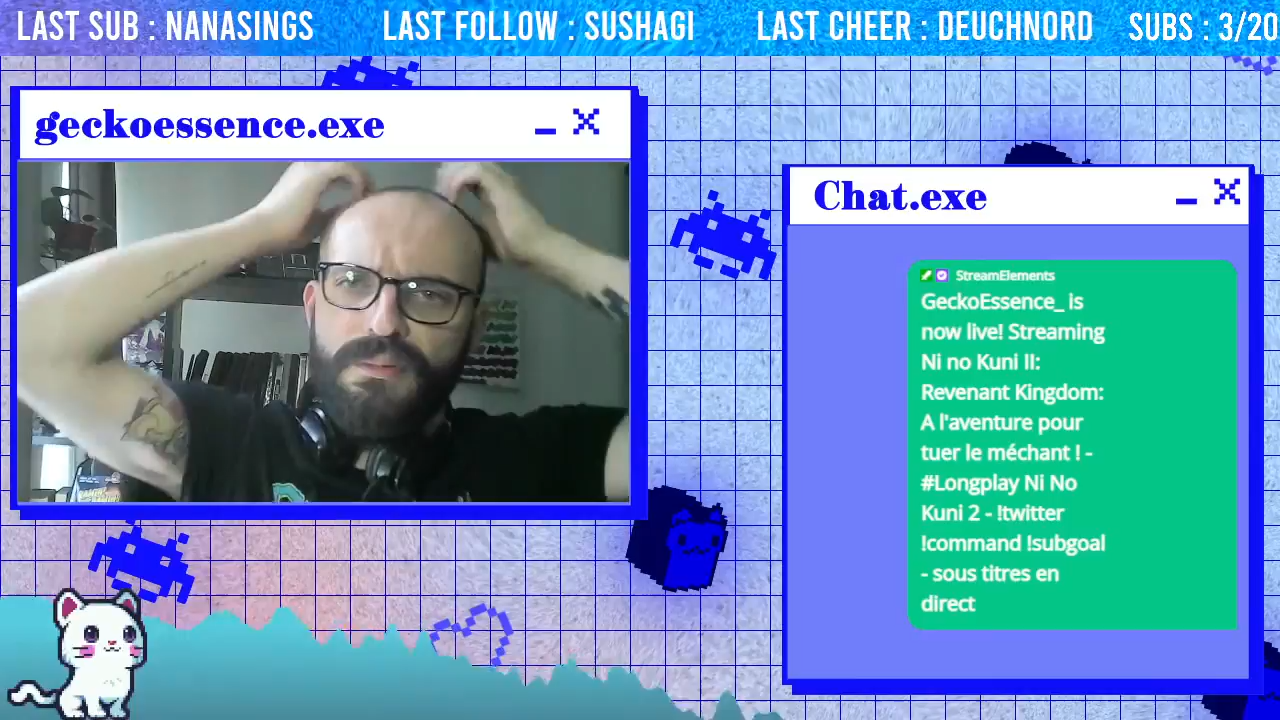 LAST SUB : NANASINGS
LAST FOLLOW : SUSHAGI
LAST CHEER : DEUCHNORD
SUBS : 3/20
geckoessence.exe
Chat.exe
StreamElements
GeckoEssence_ is
now live! Streaming
Ni no Kuni II:
Revenant Kingdom:
A l'aventure pour
tuer le méchant ! -
#Longplay Ni No
Kuni 2 - !twitter
!command !subgoal
- sous titres en
direct